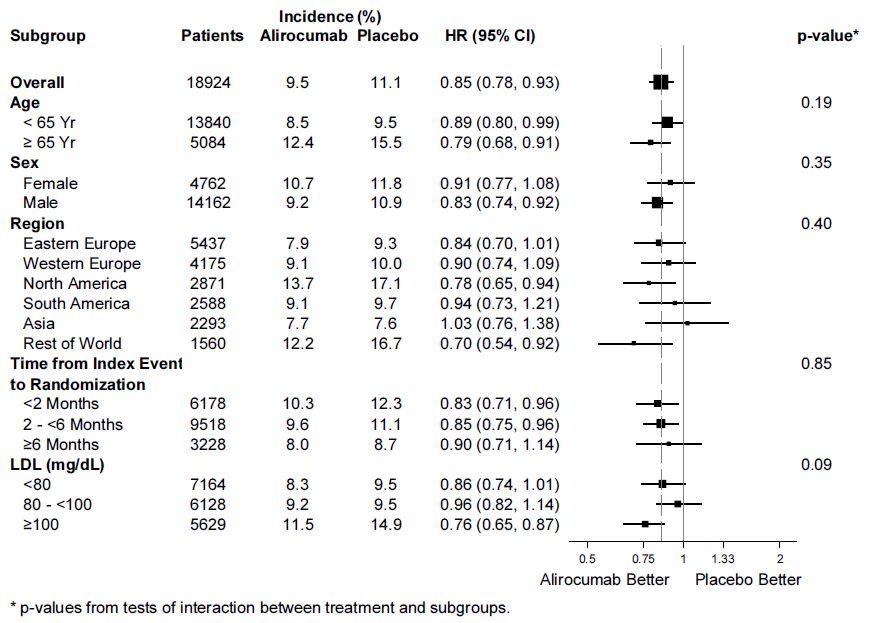 Incidence (%)
Subgroup Patients Alirocumab Placebo HR (95% CI) p-value*
Overall 18924 9.5 11.1 0.85 (0.78, 0.93)
Age 0.19
< 65 Yr 13840 8.5 9.5 0.89 (0.80, 0.99)
≥ 65 Yr 5084 12.4 15.5 0.79 (0.68, 0.91)
Sex 0.35
Female 4762 10.7 11.8 0.91 (0.77, 1.08)
Male 14162 9.2 10.9 0.83 (0.74, 0.92)
Region 0.40
Eastern Europe 5437 7.9 9.3 0.84 (0.70, 1.01)
Western Europe 4175 9.1 10.0 0.90 (0.74, 1.09)
North America 2871 13.7 17.1 0.78 (0.65, 0.94)
South America 2588 9.1 9.7 0.94 (0.73, 1.21)
Asia 2293 7.7 7.6 1.03 (0.76, 1.38)
Rest of World 1560 12.2 16.7 0.70 (0.54, 0.92)
Time from Index Event 0.85
to Randomization
<2 Months 6178 10.3 12.3 0.83 (0.71, 0.96)
2 - <6 Months 9518 9.6 11.1 0.85 (0.75, 0.96)
≥6 Months 3228 8.0 8.7 0.90 (0.71, 1.14)
LDL (mg/dL) 0.09
<80 7164 8.3 9.5 0.86 (0.74, 1.01)
80 - <100 6128 9.2 9.5 0.96 (0.82, 1.14)
≥100 5629 11.5 14.9 0.76 (0.65, 0.87)
0.5 0.75 1 1.33 2
Alirocumab Better Placebo Better
* p-values from tests of interaction between treatment and subgroups.